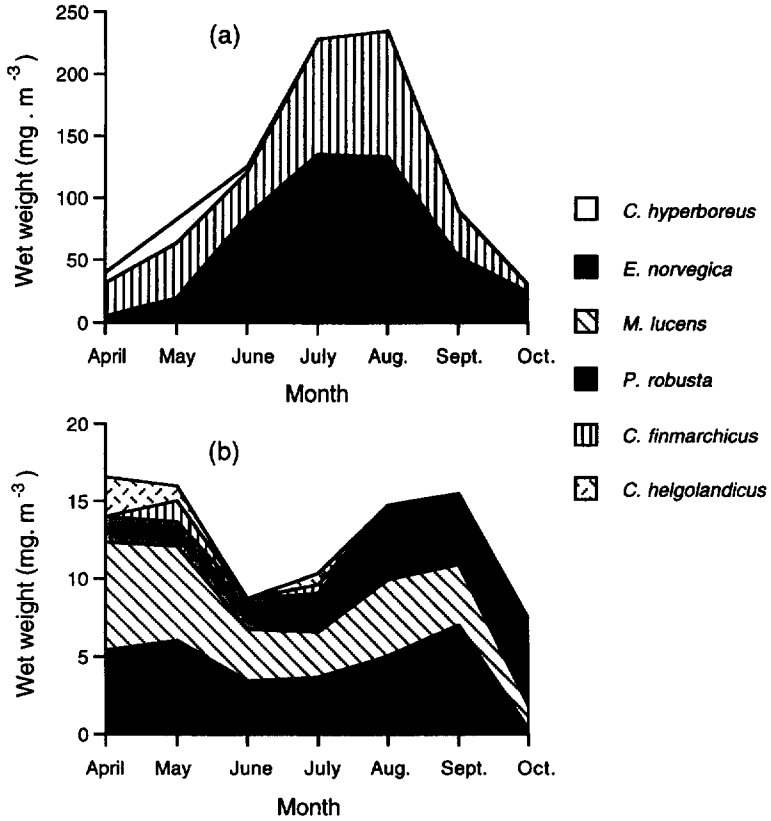 (a)
Wet weight (mg . m⁻³)
250
200
150
100
50
0
April May June July Aug. Sept. Oct.
Month
C. hyperboreus
E. norvegica
M. lucens
P. robusta
C. finmarchicus
C. helgolandicus
(b)
Wet weight (mg. m⁻³)
20
15
10
5
0
April May June July Aug. Sept. Oct.
Month